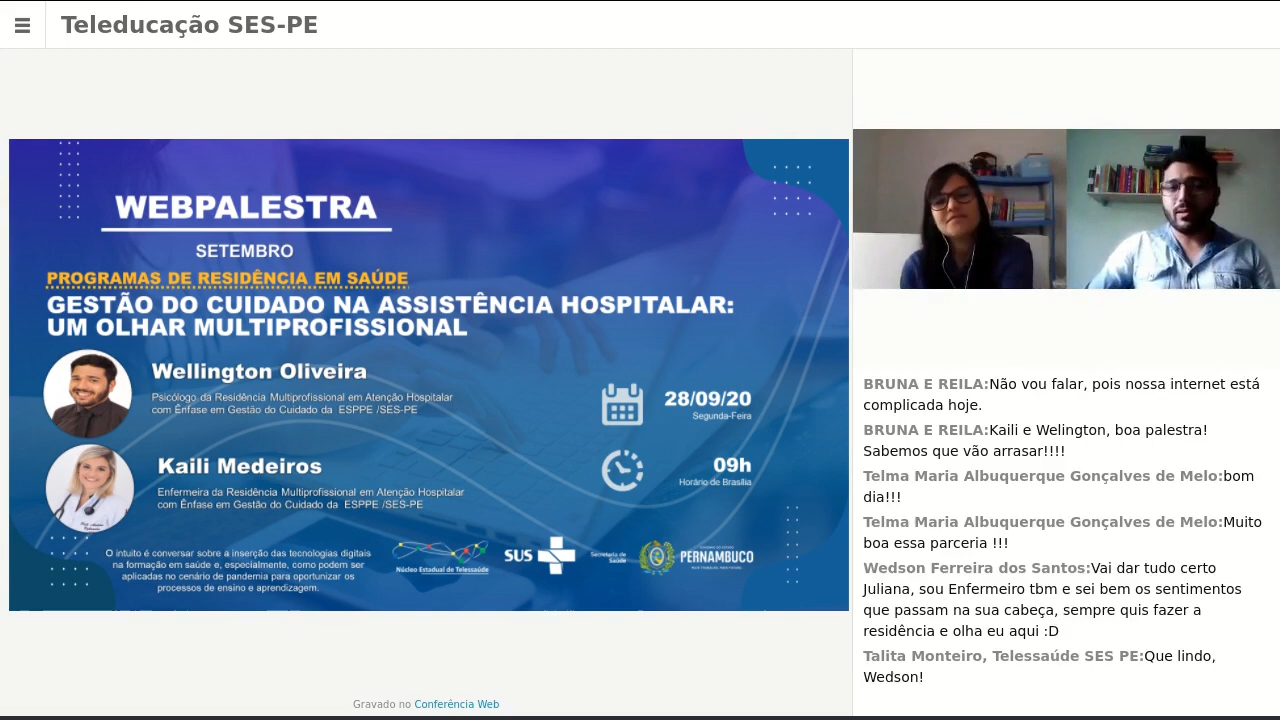 Teleducação SES-PE
WEBPALESTRA
SETEMBRO
PROGRAMAS DE RESIDÊNCIA EM SAÚDE
GESTÃO DO CUIDADO NA ASSISTÊNCIA HOSPITALAR:
UM OLHAR MULTIPROFISSIONAL
Wellington Oliveira
Psicólogo da Residência Multiprofissional em Atenção Hospitalar
com Ênfase em Gestão do Cuidado da ESPPE /SES-PE
28/09/20
Segunda-Feira
Kaili Medeiros
Enfermeira da Residência Multiprofissional em Atenção Hospitalar
com Ênfase em Gestão do Cuidado da ESPPE /SES-PE
09h
Horário de Brasília
O intuito é conversar sobre a inserção das tecnologias digitais
na formação em saúde e, especialmente, como podem ser
aplicadas no cenário de pandemia para oportunizar os
processos de ensino e aprendizagem.
Núcleo Estadual de Telessaúde
SUS
Secretaria de
Saúde
PERNAMBUCO
BRUNA E REILA:Não vou falar, pois nossa internet está
complicada hoje.
BRUNA E REILA:Kaili e Welington, boa palestra!
Sabemos que vão arrasar!!!!
Telma Maria Albuquerque Gonçalves de Melo:bom
dia!!!
Telma Maria Albuquerque Gonçalves de Melo:Muito
boa essa parceria !!!
Wedson Ferreira dos Santos:Vai dar tudo certo
Juliana, sou Enfermeiro tbm e sei bem os sentimentos
que passam na sua cabeça, sempre quis fazer a
residência e olha eu aqui :D
Talita Monteiro, Telessaúde SES PE:Que lindo,
Wedson!
Gravado no Conferência Web